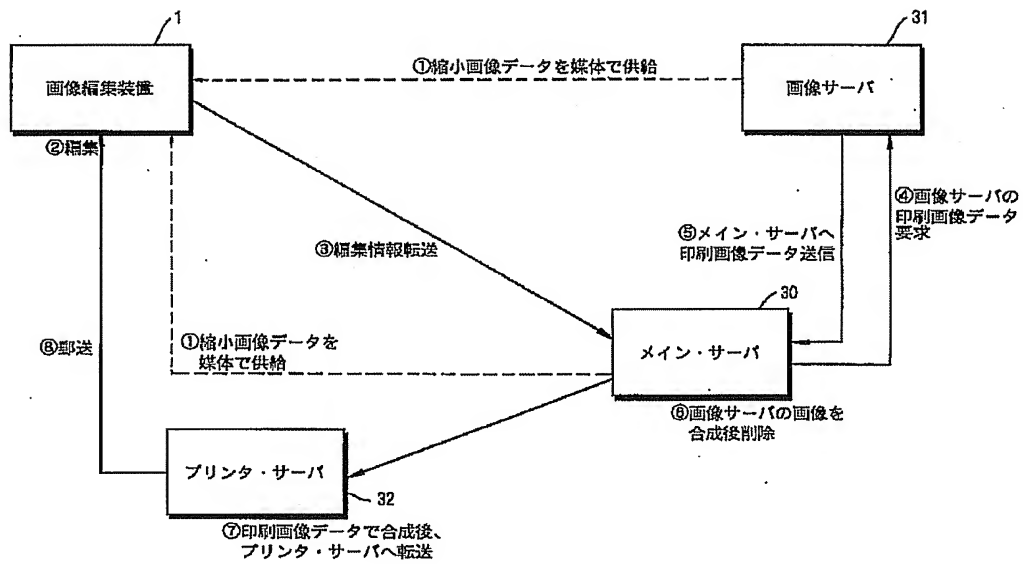 1
31
画像編集装置
①縮小画像データを媒体で供給
画像サーバ
②編集
④画像サーバの
印刷画像データ
要求
⑤メイン・サーバへ
印刷画像データ送信
③編集情報転送
30
⑧郵送
①縮小画像データを
媒体で供給
メイン・サーバ
⑥画像サーバの画像を
合成後削除
プリンタ・サーバ
32
⑦印刷画像データで合成後、
プリンタ・サーバへ転送